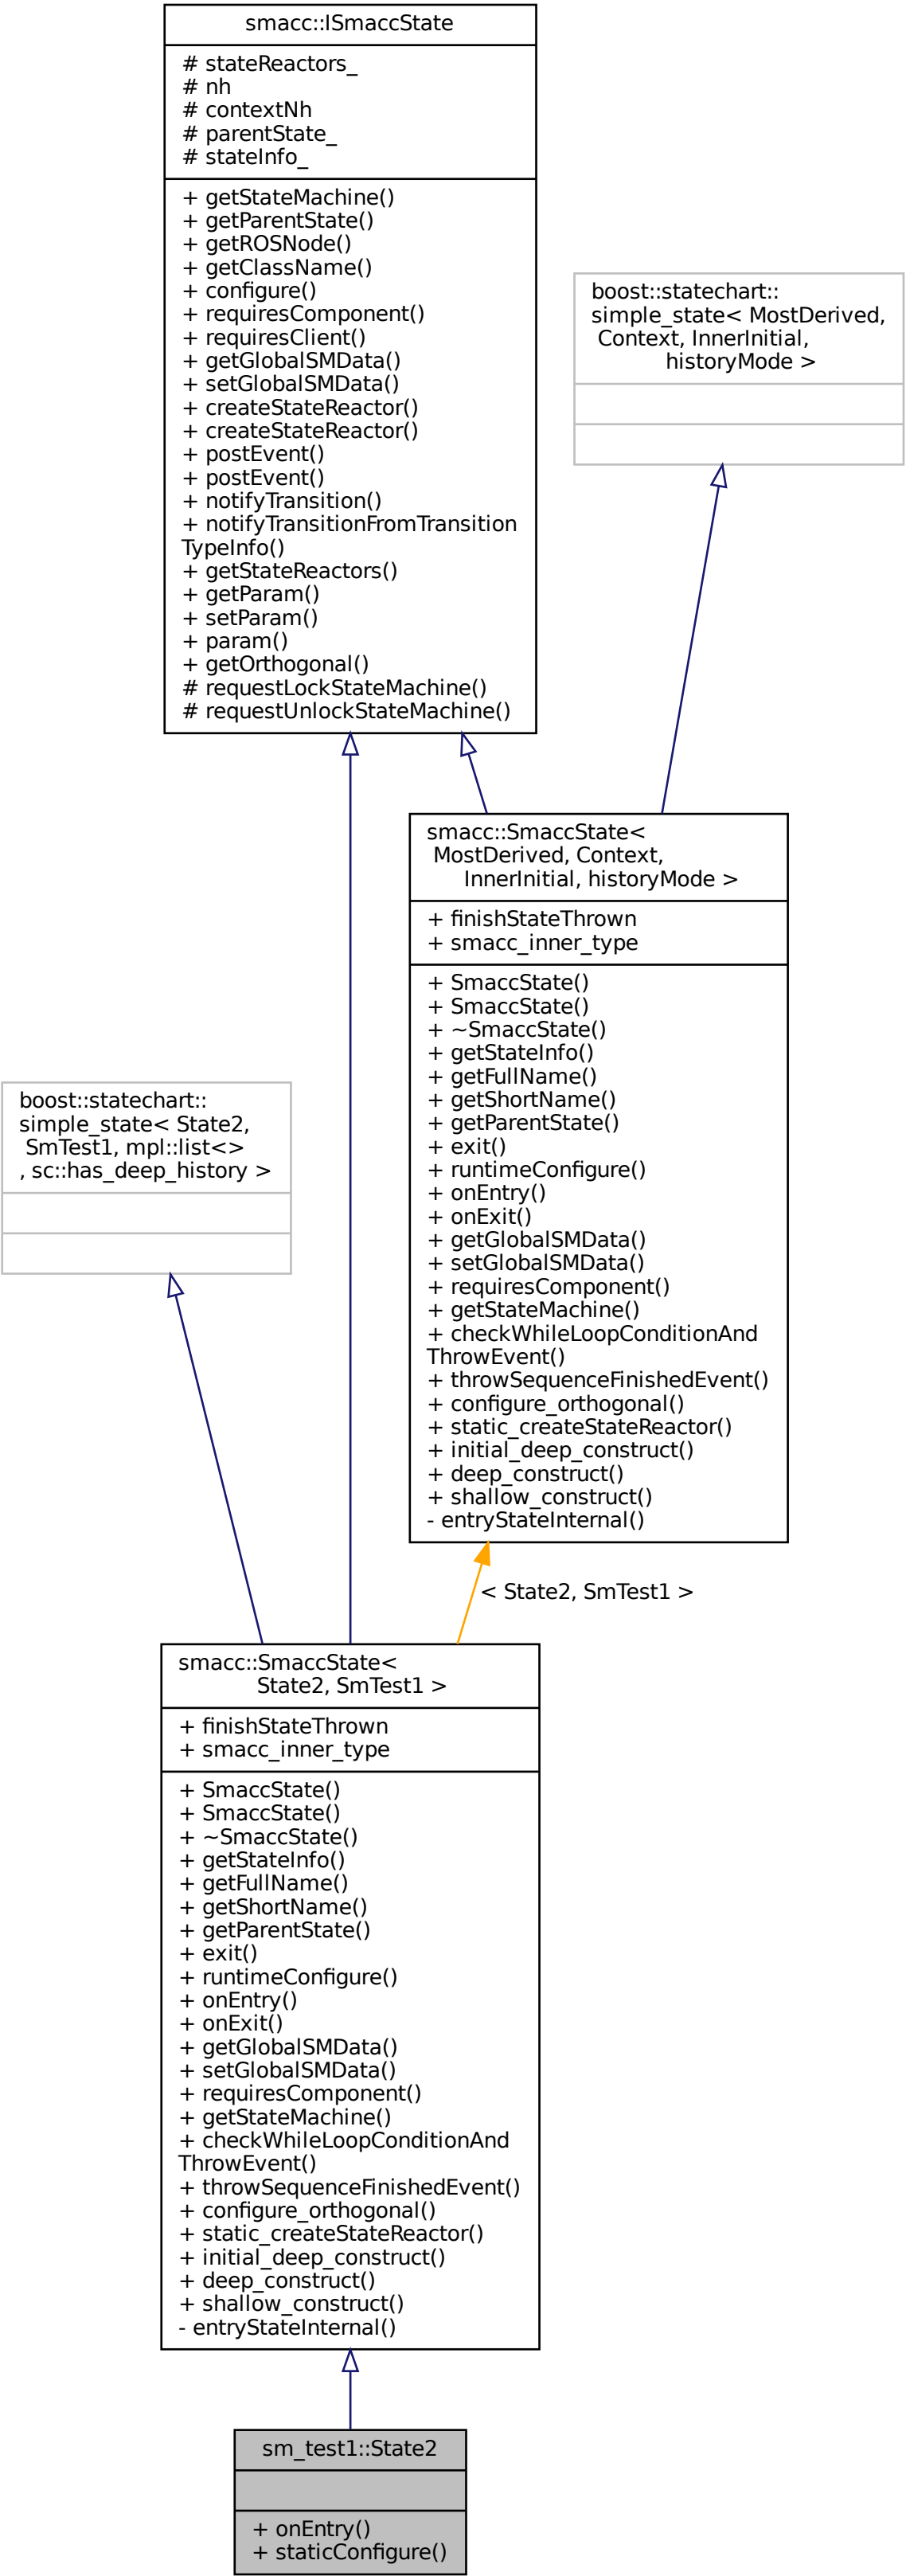 smacc::ISmaccState
# stateReactors_
# nh
# contextNh
# parentState_
# stateInfo_
+ getStateMachine()
+ getParentState()
+ getROSNode()
+ getClassName()
+ configure()
+ requiresComponent()
+ requiresClient()
+ getGlobalSMData()
+ setGlobalSMData()
+ createStateReactor()
+ createStateReactor()
+ postEvent()
+ postEvent()
+ notifyTransition()
+ notifyTransitionFromTransition
TypeInfo()
+ getStateReactors()
+ getParam()
+ setParam()
+ param()
+ getOrthogonal()
# requestLockStateMachine()
# requestUnlockStateMachine()
boost::statechart::
simple_state< MostDerived,
Context, InnerInitial,
historyMode >
smacc::SmaccState<
MostDerived, Context,
InnerInitial, historyMode >
+ finishStateThrown
+ smacc_inner_type
+ SmaccState()
+ SmaccState()
+ ~SmaccState()
+ getStateInfo()
+ getFullName()
+ getShortName()
+ getParentState()
+ exit()
+ runtimeConfigure()
+ onEntry()
+ onExit()
+ getGlobalSMData()
+ setGlobalSMData()
+ requiresComponent()
+ getStateMachine()
+ checkWhileLoopConditionAnd
ThrowEvent()
+ throwSequenceFinishedEvent()
+ configure_orthogonal()
+ static_createStateReactor()
+ initial_deep_construct()
+ deep_construct()
+ shallow_construct()
- entryStateInternal()
boost::statechart::
simple_state< State2,
SmTest1, mpl::list<>
, sc::has_deep_history >
< State2, SmTest1 >
smacc::SmaccState<
State2, SmTest1 >
+ finishStateThrown
+ smacc_inner_type
+ SmaccState()
+ SmaccState()
+ ~SmaccState()
+ getStateInfo()
+ getFullName()
+ getShortName()
+ getParentState()
+ exit()
+ runtimeConfigure()
+ onEntry()
+ onExit()
+ getGlobalSMData()
+ setGlobalSMData()
+ requiresComponent()
+ getStateMachine()
+ checkWhileLoopConditionAnd
ThrowEvent()
+ throwSequenceFinishedEvent()
+ configure_orthogonal()
+ static_createStateReactor()
+ initial_deep_construct()
+ deep_construct()
+ shallow_construct()
- entryStateInternal()
sm_test1::State2
+ onEntry()
+ staticConfigure()